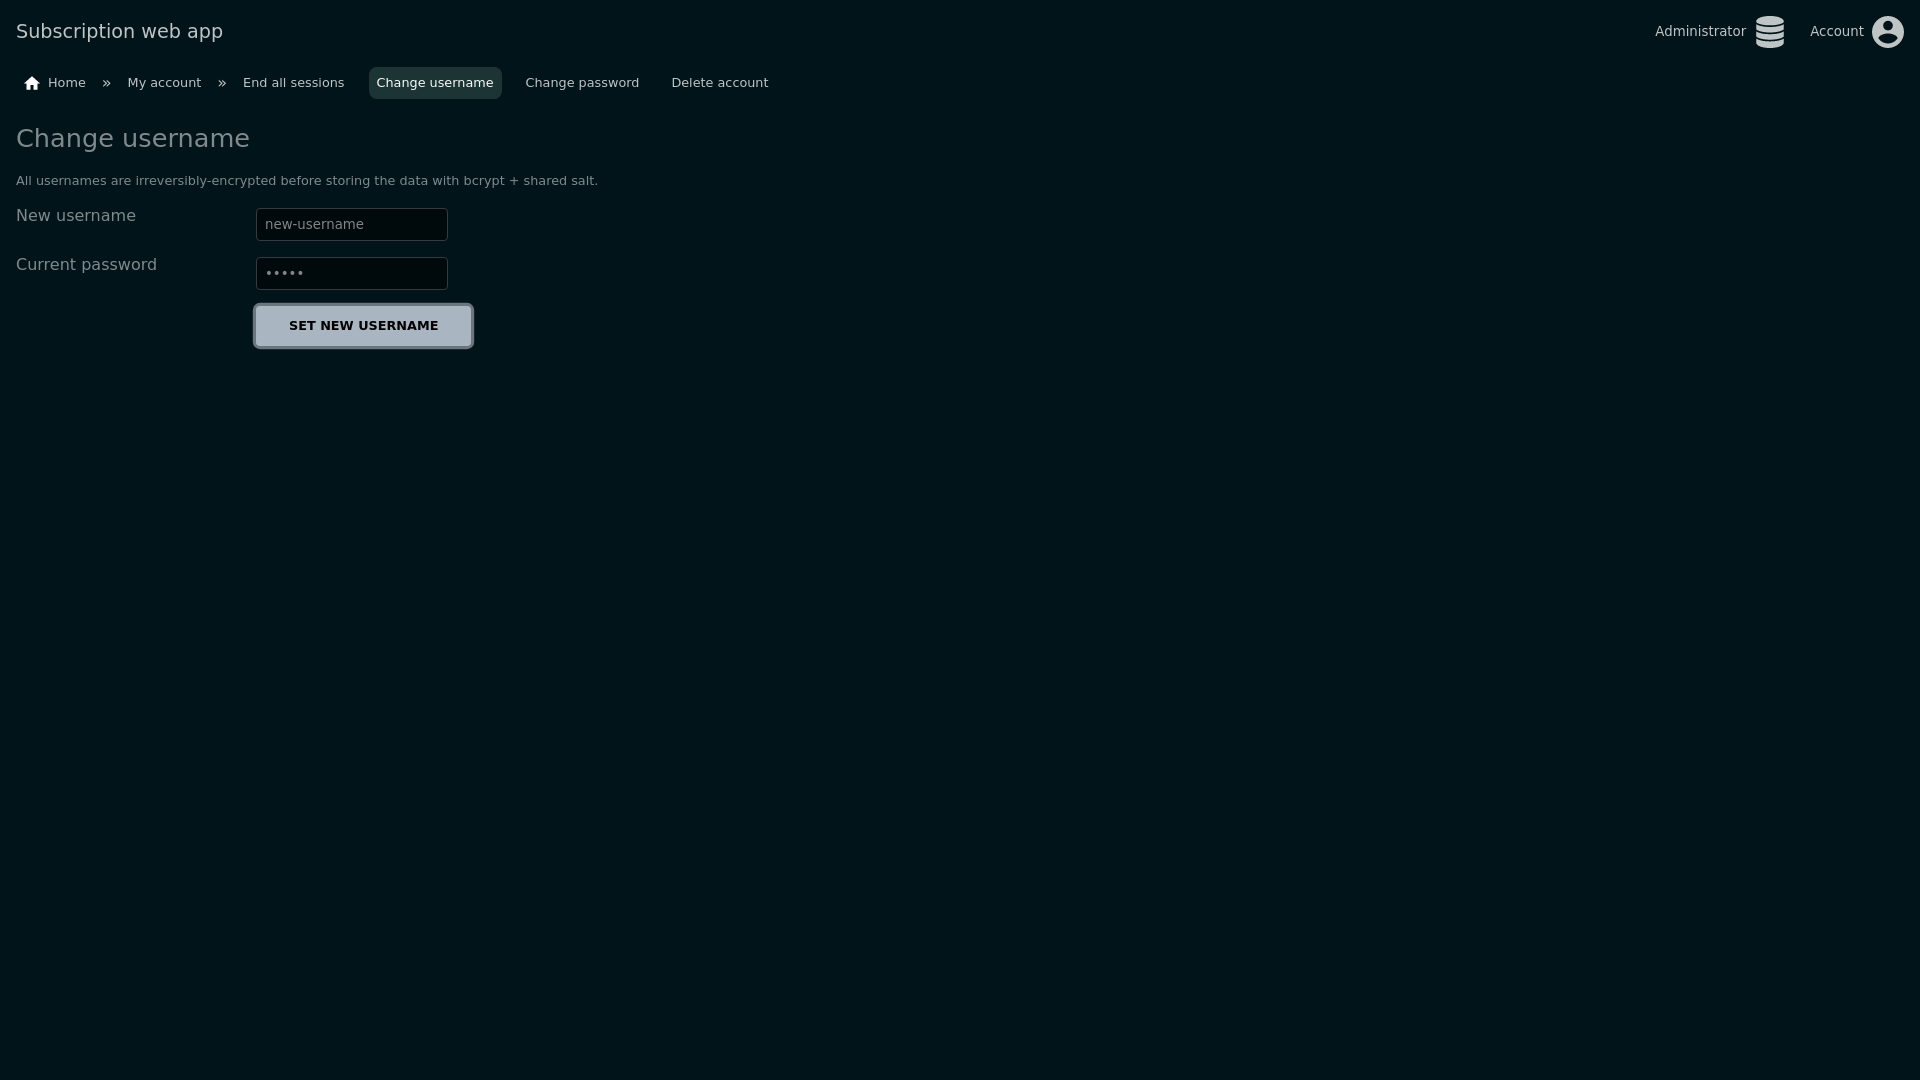 Subscription web app
Administrator
Account
Home » My account » End all sessions Change username Change password Delete account
Change username
All usernames are irreversibly-encrypted before storing the data with bcrypt + shared salt.
New username
new-username
Current password
•••••
SET NEW USERNAME